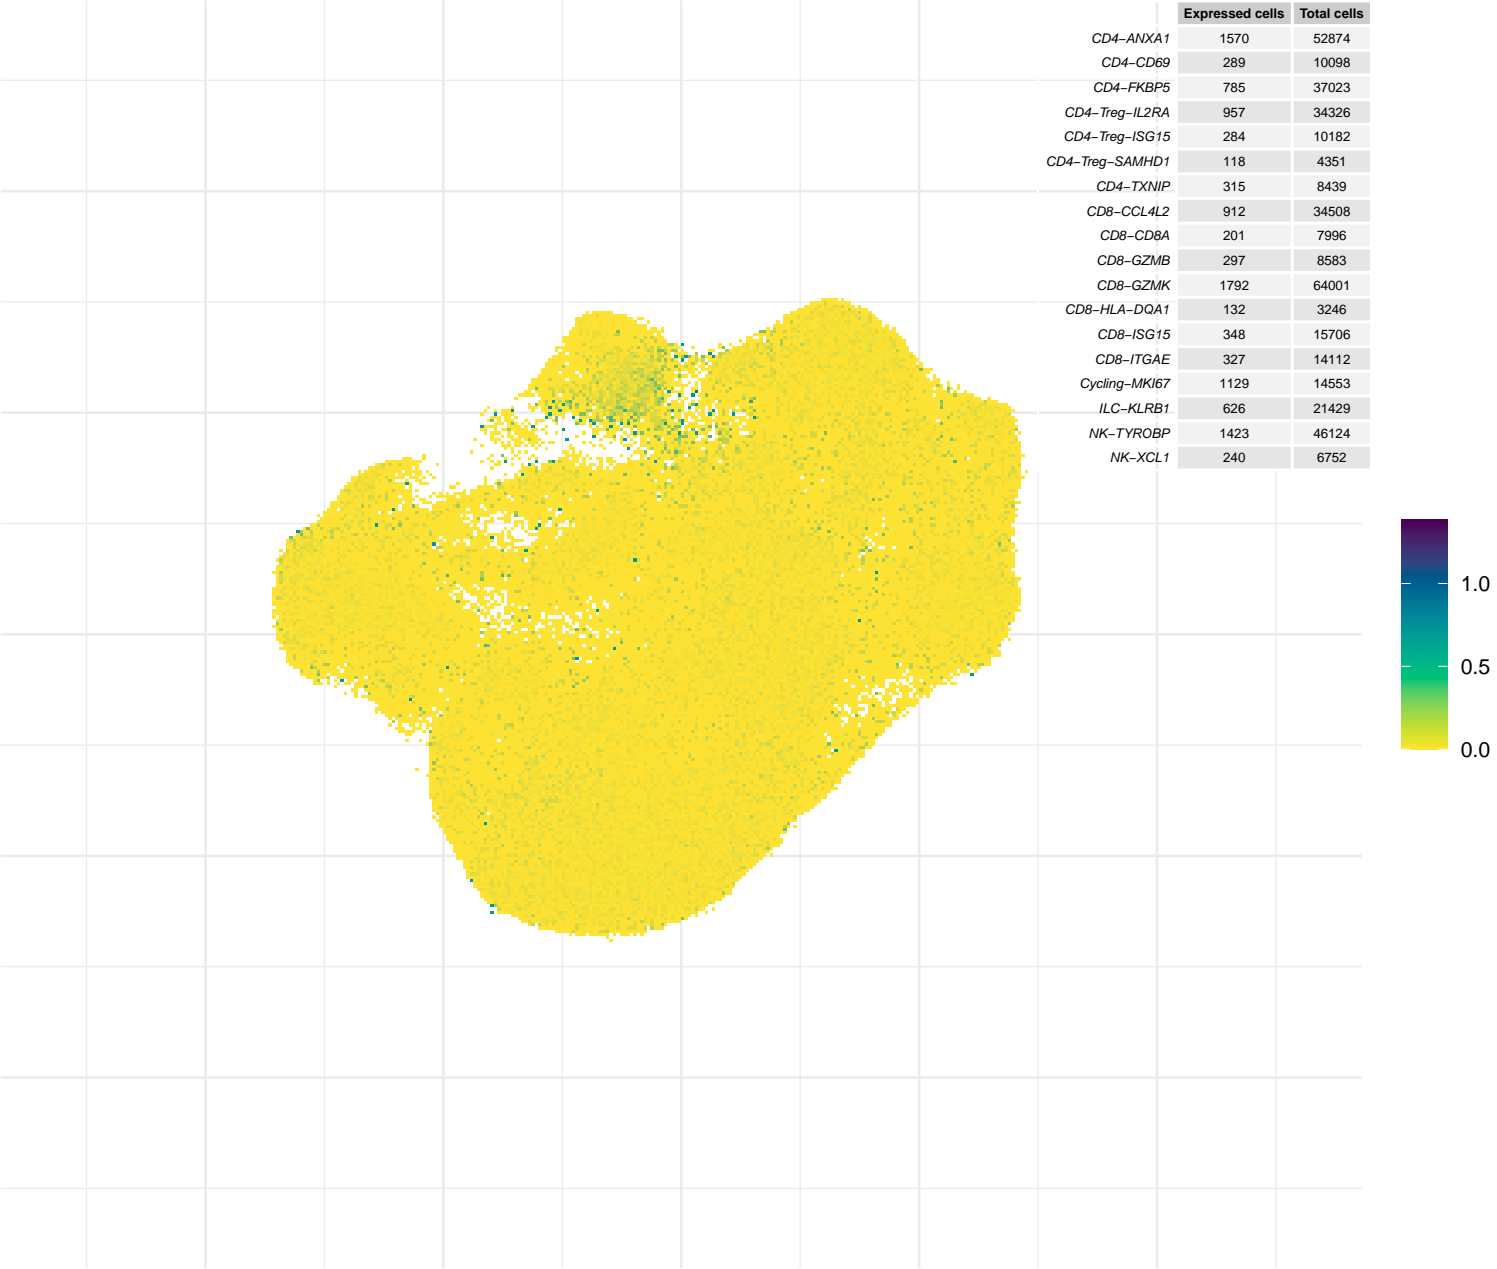 Expressed cells Total cells
CD4−ANXA1 1570 52874
CD4−CD69 289 10098
CD4−FKBP5 785 37023
CD4−Treg−IL2RA 957 34326
CD4−Treg−ISG15 284 10182
CD4−Treg−SAMHD1 118 4351
CD4−TXNIP 315 8439
CD8−CCL4L2 912 34508
CD8−CD8A 201 7996
CD8−GZMB 297 8583
CD8−GZMK 1792 64001
CD8−HLA−DQA1 132 3246
CD8−ISG15 348 15706
CD8−ITGAE 327 14112
Cycling−MKI67 1129 14553
ILC−KLRB1 626 21429
NK−TYROBP 1423 46124
NK−XCL1 240 6752
1.0
0.5
0.0